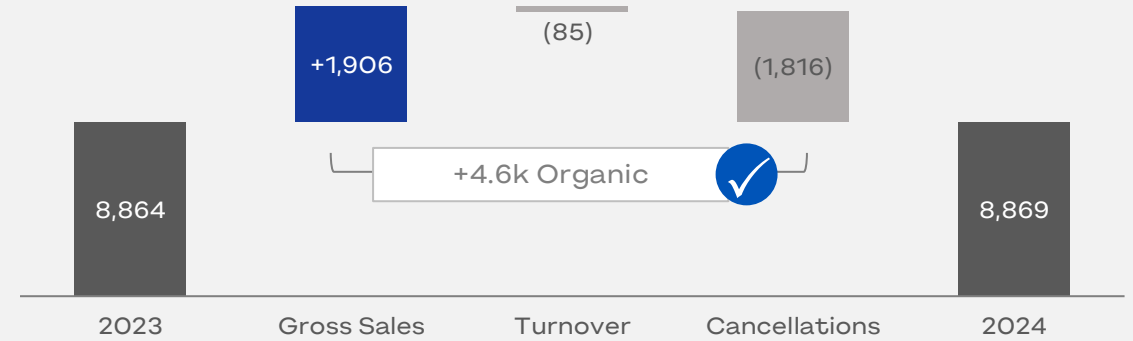 (85)
+1,906
(1,816)
+4.6k Organic
8,864
8,869
2023
Gross Sales
Turnover
Cancellations
2024